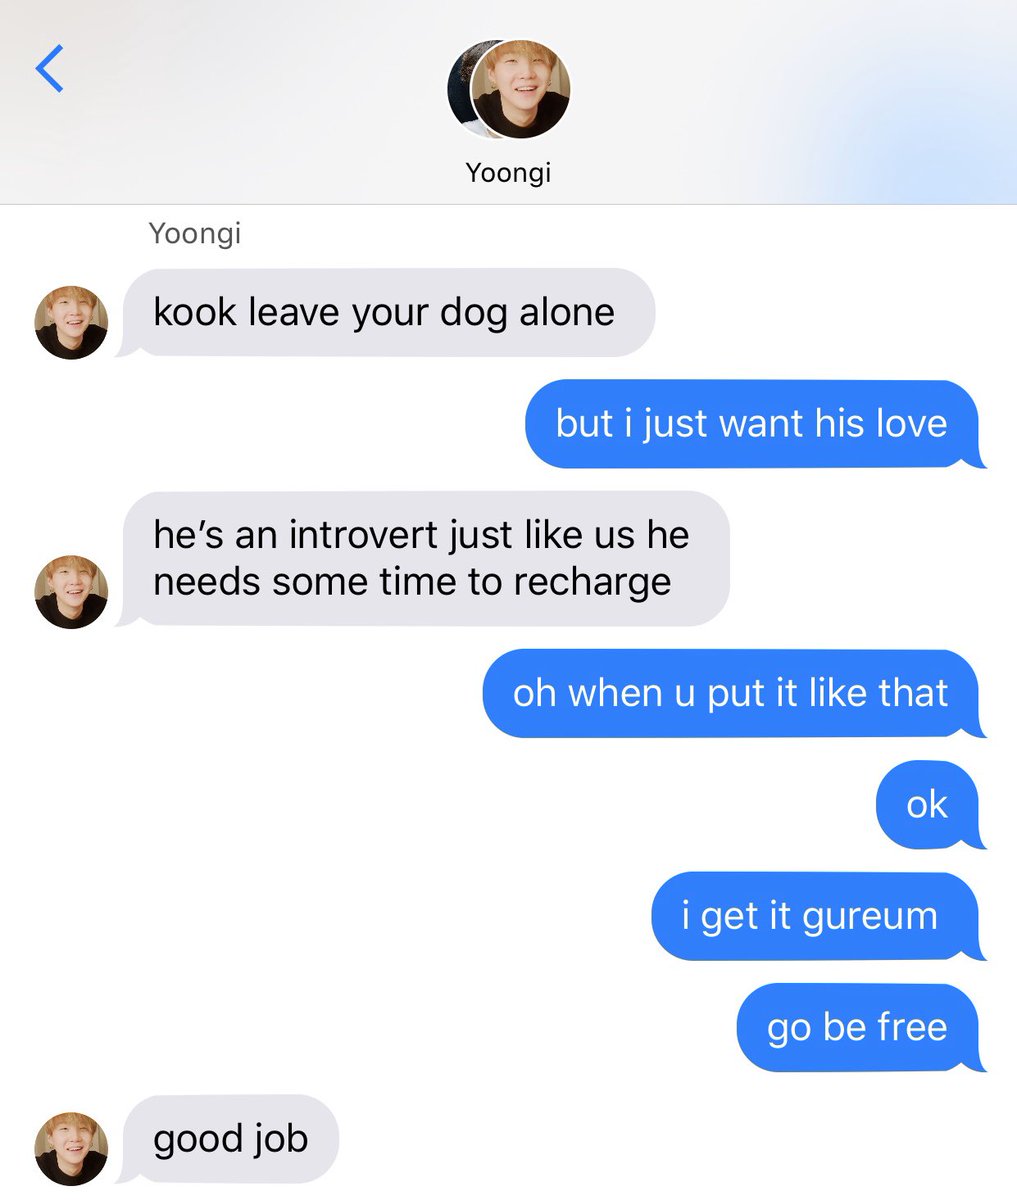 Yoongi
Yoongi
kook leave your dog alone
but i just want his love
he’s an introvert just like us he
needs some time to recharge
oh when u put it like that
ok
i get it gureum
go be free
good job